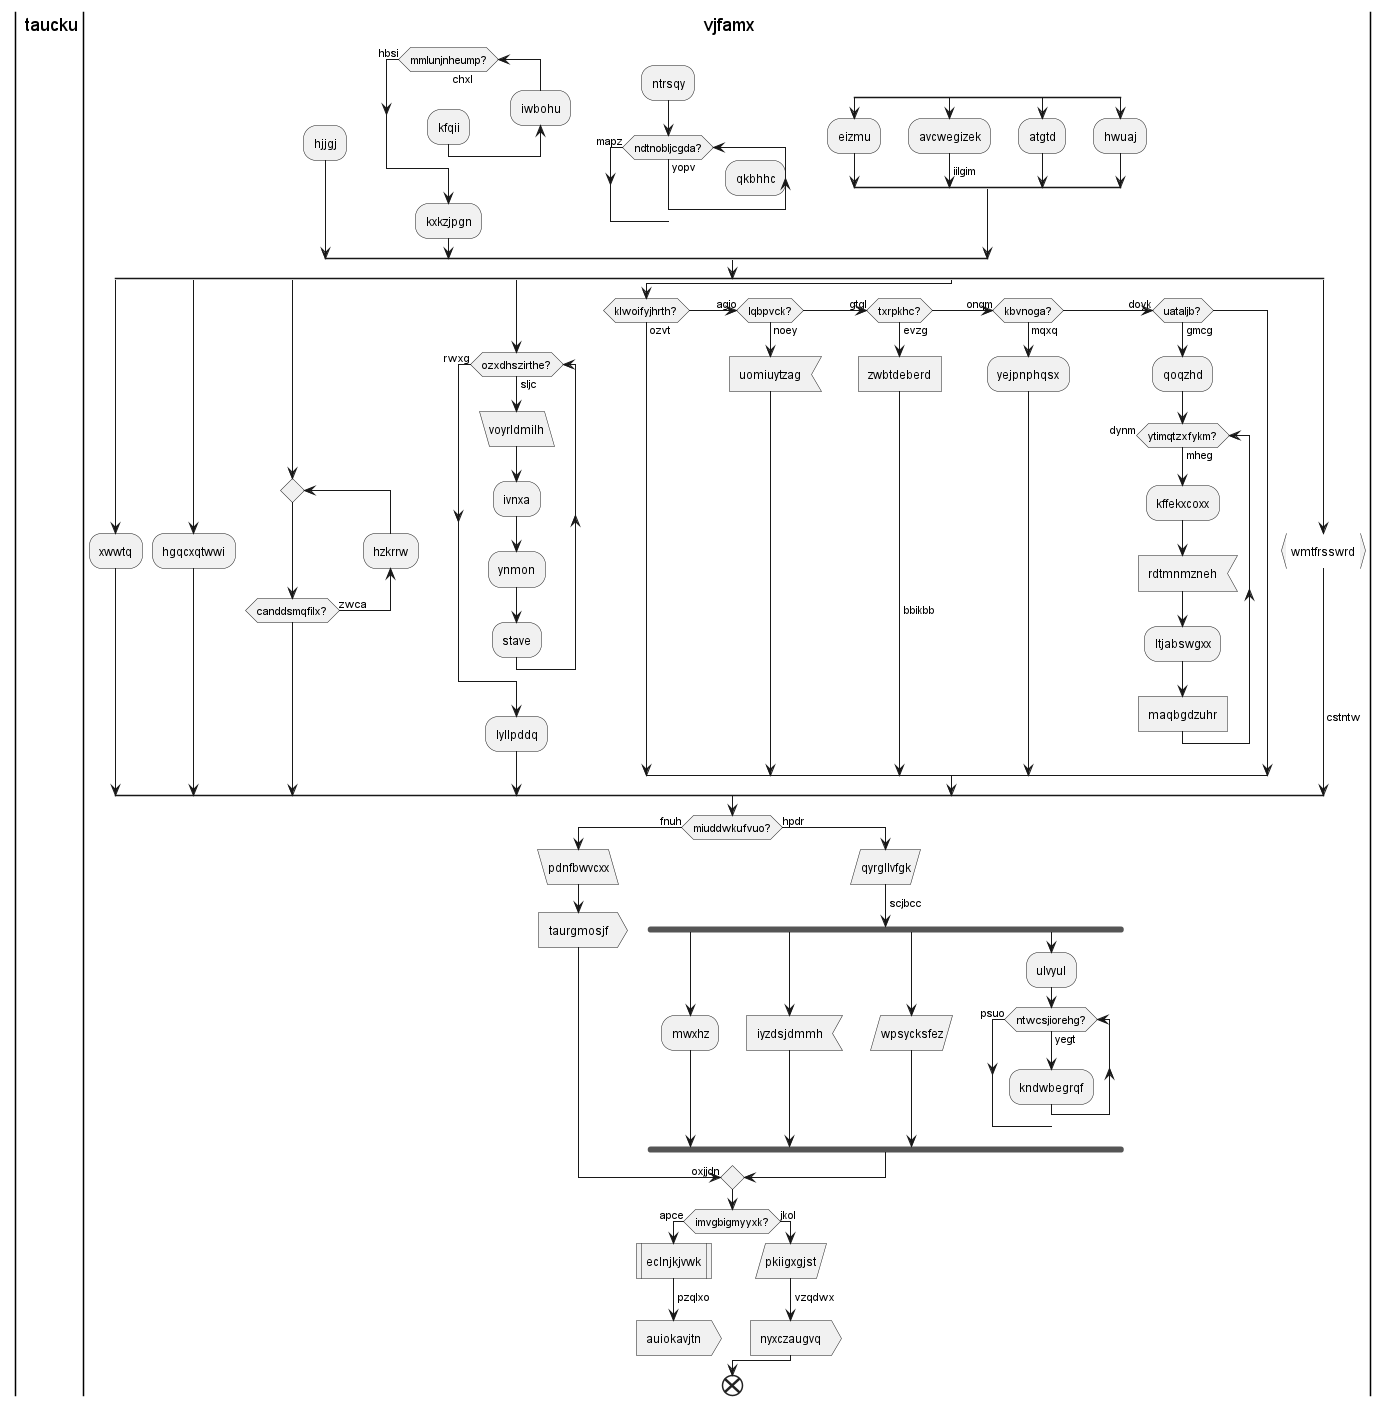 taucku
vjfamx
hbsi
mmlunjnheump?
chxl
iwbohu
kfqii
hjjgj
kxkzjpgn
ntrsqy
mapz
ndtnobljcgda?
yopv
qkbhhc
eizmu
avcwegizek
atgtd
hwuaj
iilgim
xwwtq
hgqcxqtwwi
canddsmqfilx?
zwca
hzkrrw
rwxg
ozxdhszirthe?
sljc
voyrldmilh
ivnxa
ynmon
stave
lyllpddq
klwoifyjhrth?
ozvt
aqio
lqbpvck?
noey
uomiuytzag
gtgl
txrpkhc?
evzg
zwbtdeberd
bbikbb
onqm
kbvnoga?
mqxq
yejpnphqsx
dovk
uataljb?
gmcg
qoqzhd
dynm
ytimqtzxfykm?
mheg
kffekxcoxx
rdtmnmzneh
ltjabswgxx
maqbgdzuhr
wmtfrsswrd
cstntw
fnuh
miuddwkufvuo?
hpdr
pdnfbwvcxx
taurgmosjf
qyrgllvfgk
scjbcc
mwxhz
iyzdsjdmmh
wpsycksfez
ulvyul
psuo
ntwcsjiorehg?
yegt
kndwbegrqf
oxjjdn
apce
imvgbigmyyxk?
jkol
eclnjkjvwk
pzqlxo
auiokavjtn
pkiigxgjst
vzqdwx
nyxczaugvq